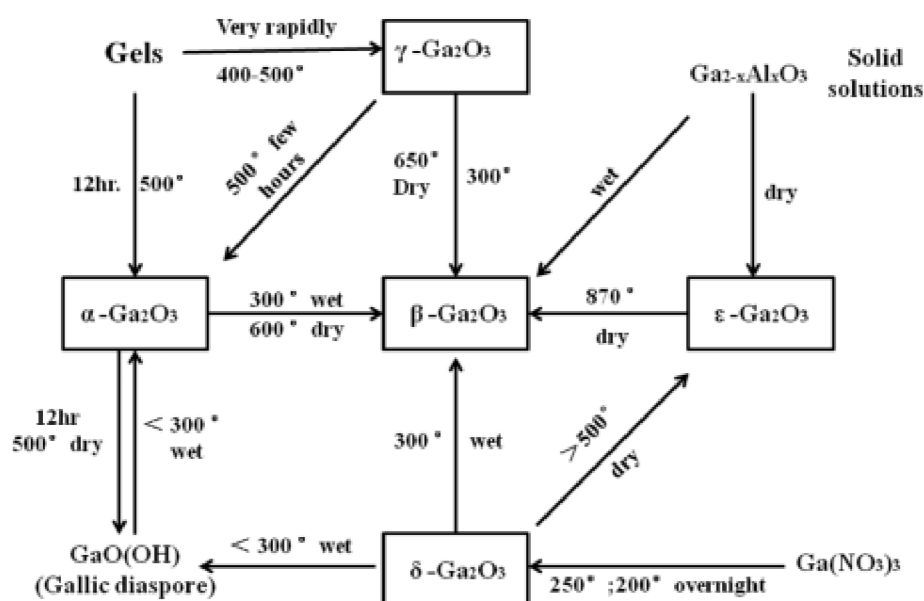 Very rapidly
Gels
400-500°
γ-Ga₂O₃
Ga₂₋ₓAlₓO₃
Solid
solutions
500° few
hours
12hr.
500°
650°
Dry
300°
wet
dry
α-Ga₂O₃
300° wet
600° dry
β-Ga₂O₃
870°
dry
ε-Ga₂O₃
12hr
500° dry
<300°
wet
300°
wet
>500°
dry
GaO(OH)
(Gallic diaspore)
<300° wet
δ-Ga₂O₃
250° ;200° overnight
Ga(NO₃)₃